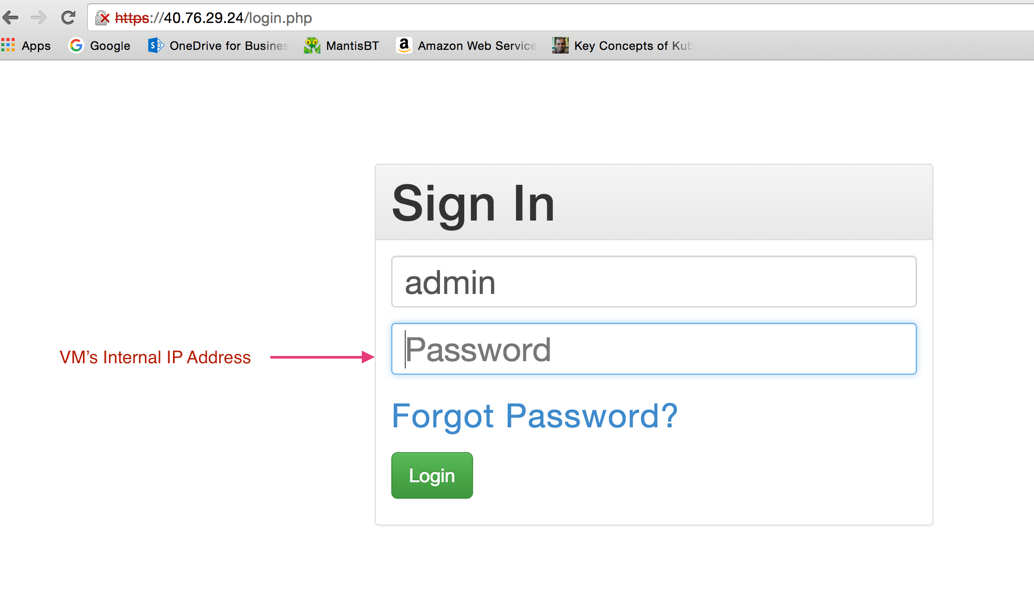 https://40.76.29.24/login.php
Apps Google OneDrive for Busines MantisBT Amazon Web Service Key Concepts of Kub
Sign In
admin
VM's Internal IP Address
Password
Forgot Password?
Login